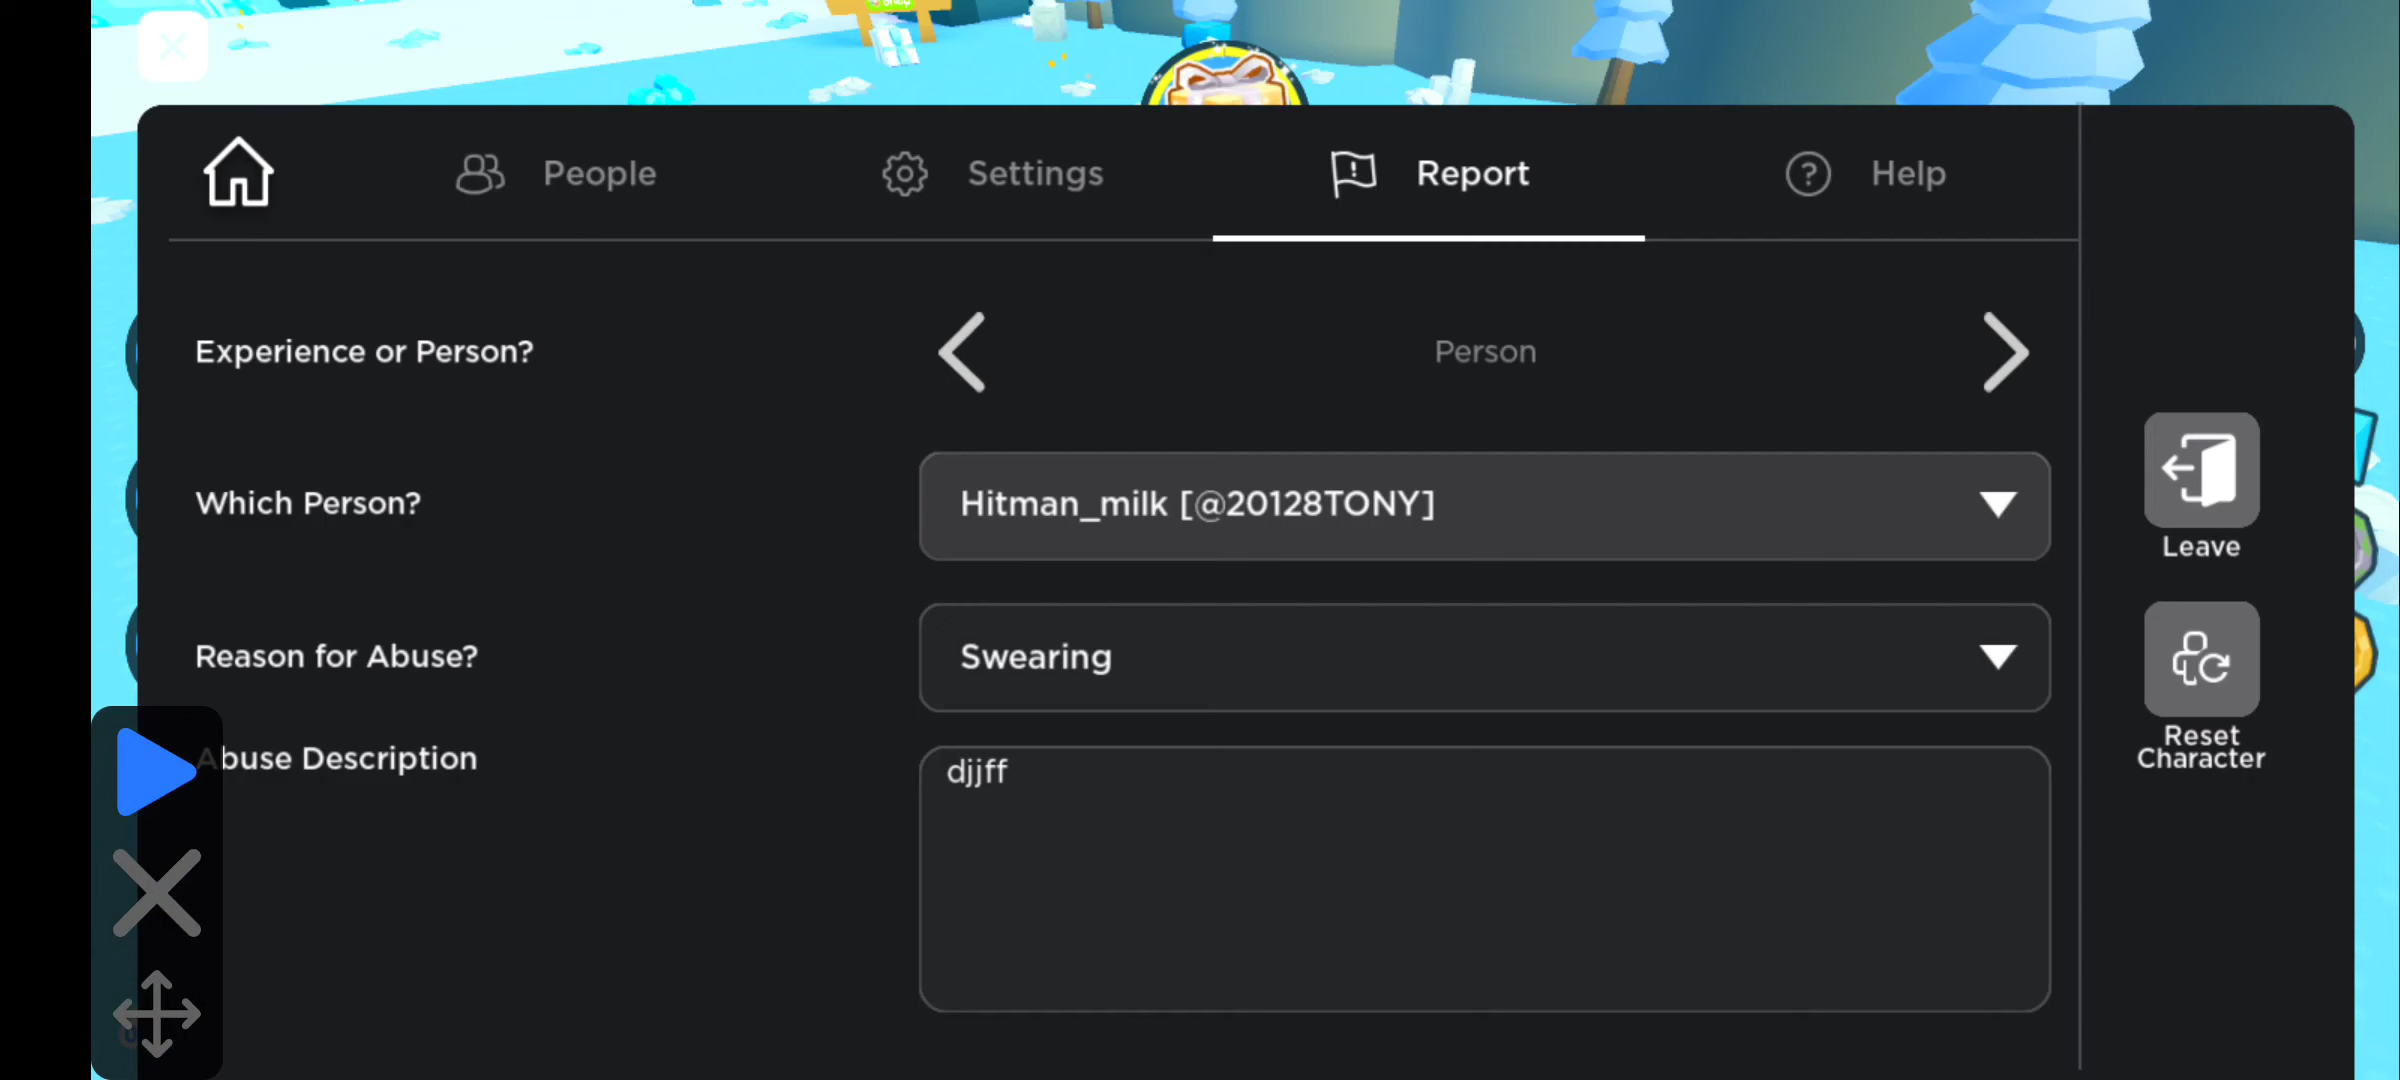 People
Settings
Report
Help
Experience or Person?
Person
Which Person?
Hitman_milk [@20128TONY]
Leave
Reason for Abuse?
Swearing
Reset
Character
Abuse Description
djjff